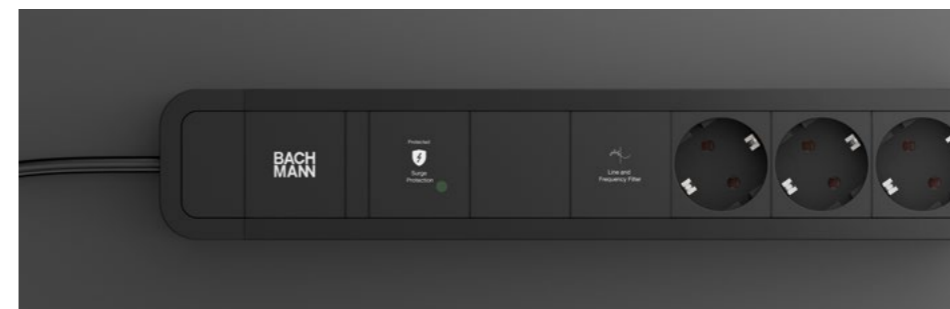 BACH
MANN
Protected
Surge
Protection
Line and
Frequency Filter